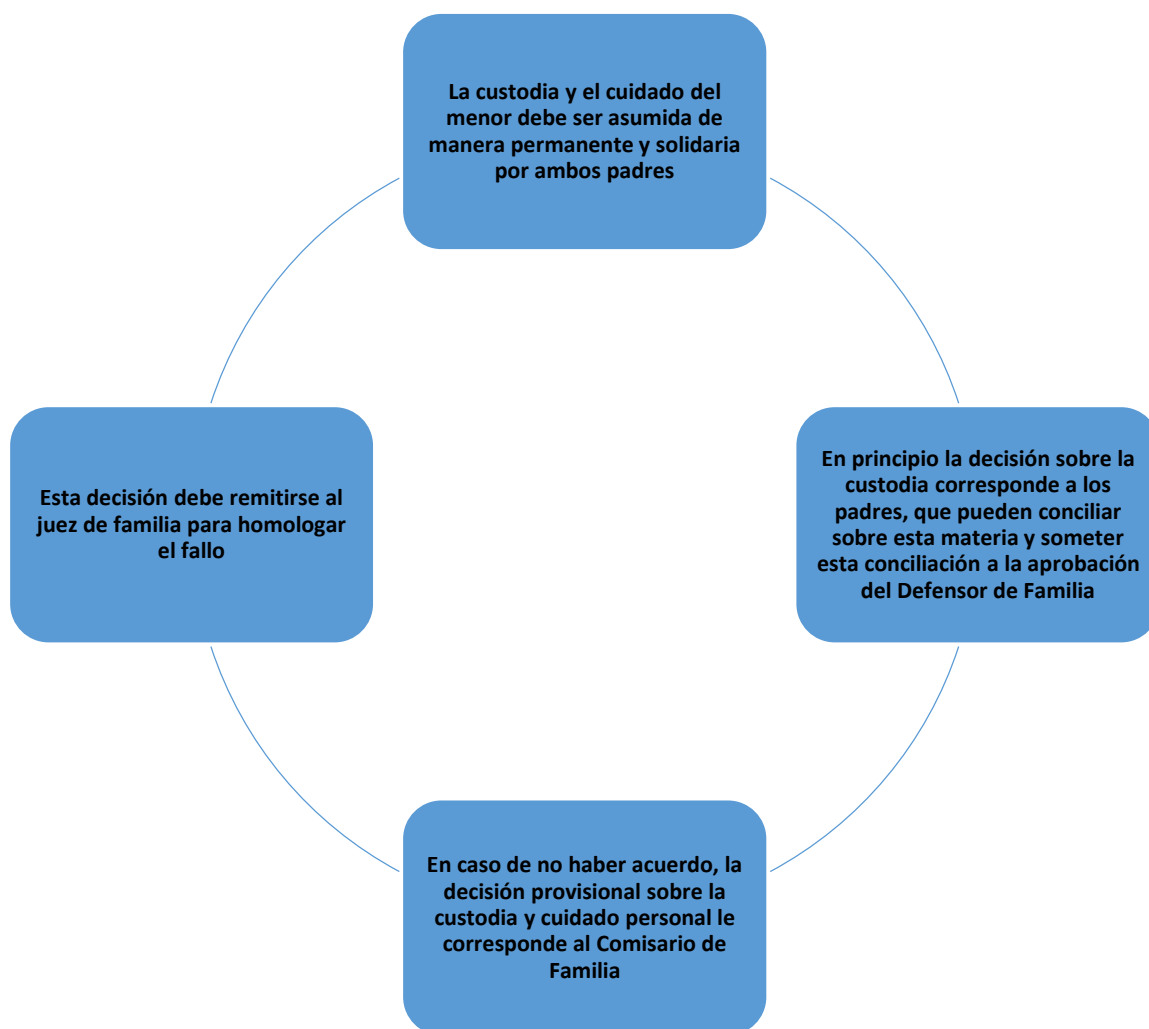 La custodia y el cuidado del
menor debe ser asumida de
manera permanente y solidaria
por ambos padres
En principio la decisión sobre la
custodia corresponde a los
padres, que pueden conciliar
sobre esta materia y someter
esta conciliación a la aprobación
del Defensor de Familia
En caso de no haber acuerdo, la
decisión provisional sobre la
custodia y cuidado personal le
corresponde al Comisario de
Familia
Esta decisión debe remitirse al
juez de familia para homologar
el fallo